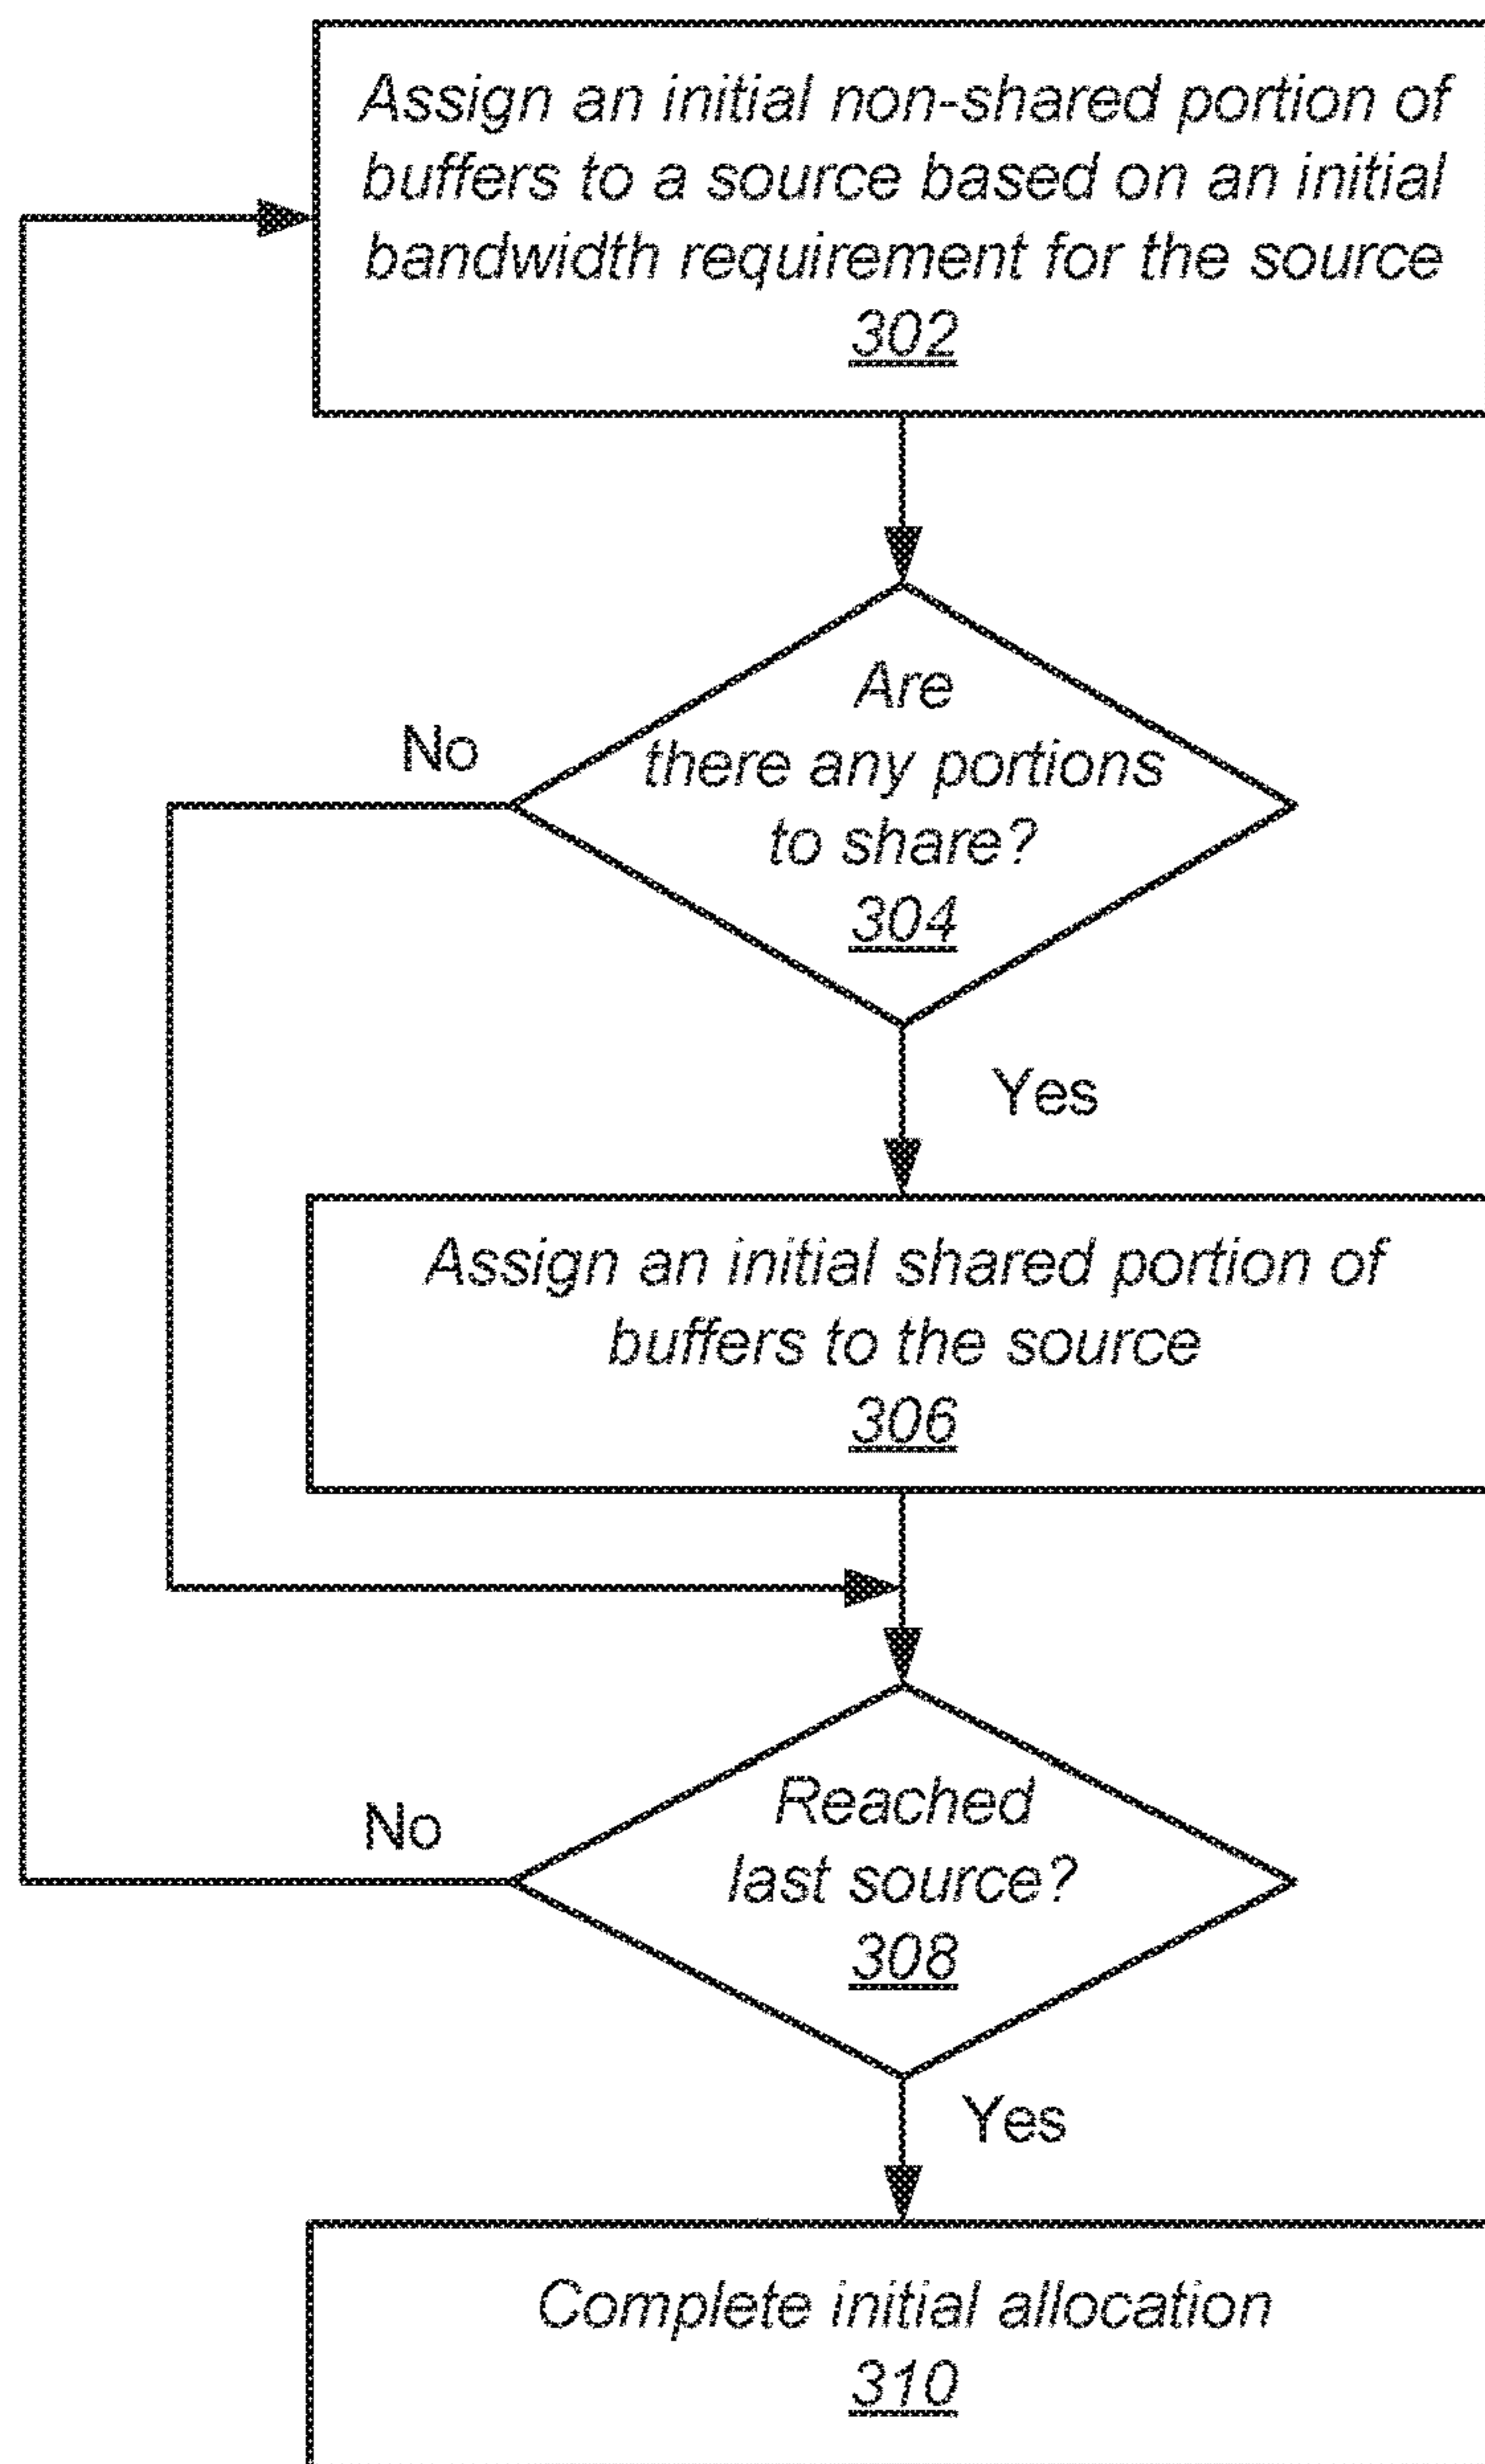 Assign an initial non-shared portion of
buffers to a source based on an initial
bandwidth requirement for the source
302
Are
there any portions
to share?
304
No
Yes
Assign an initial shared portion of
buffers to the source
306
Reached
last source?
308
No
Yes
Complete initial allocation
310